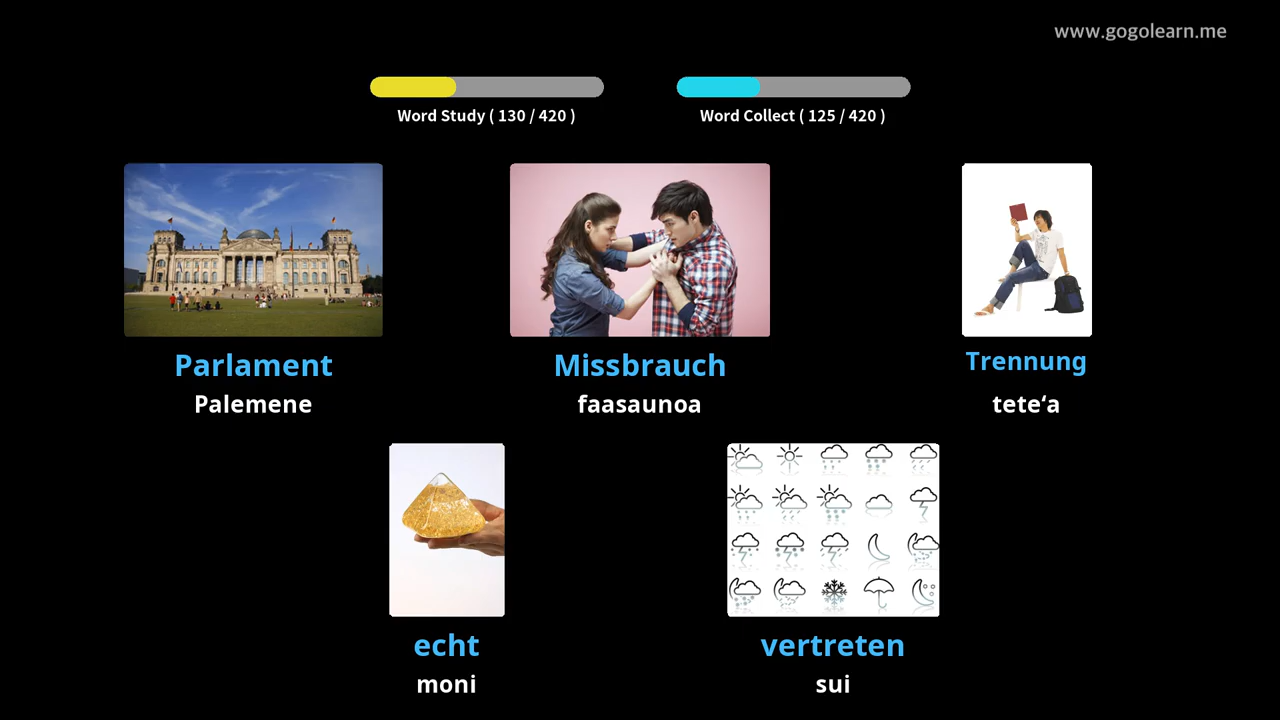 www.gogolearn.me
Word Study ( 130 / 420 )
Word Collect ( 125 / 420 )
Parlament
Palemene
Missbrauch
faasaunoa
Trennung
teteʻa
echt
moni
vertreten
sui